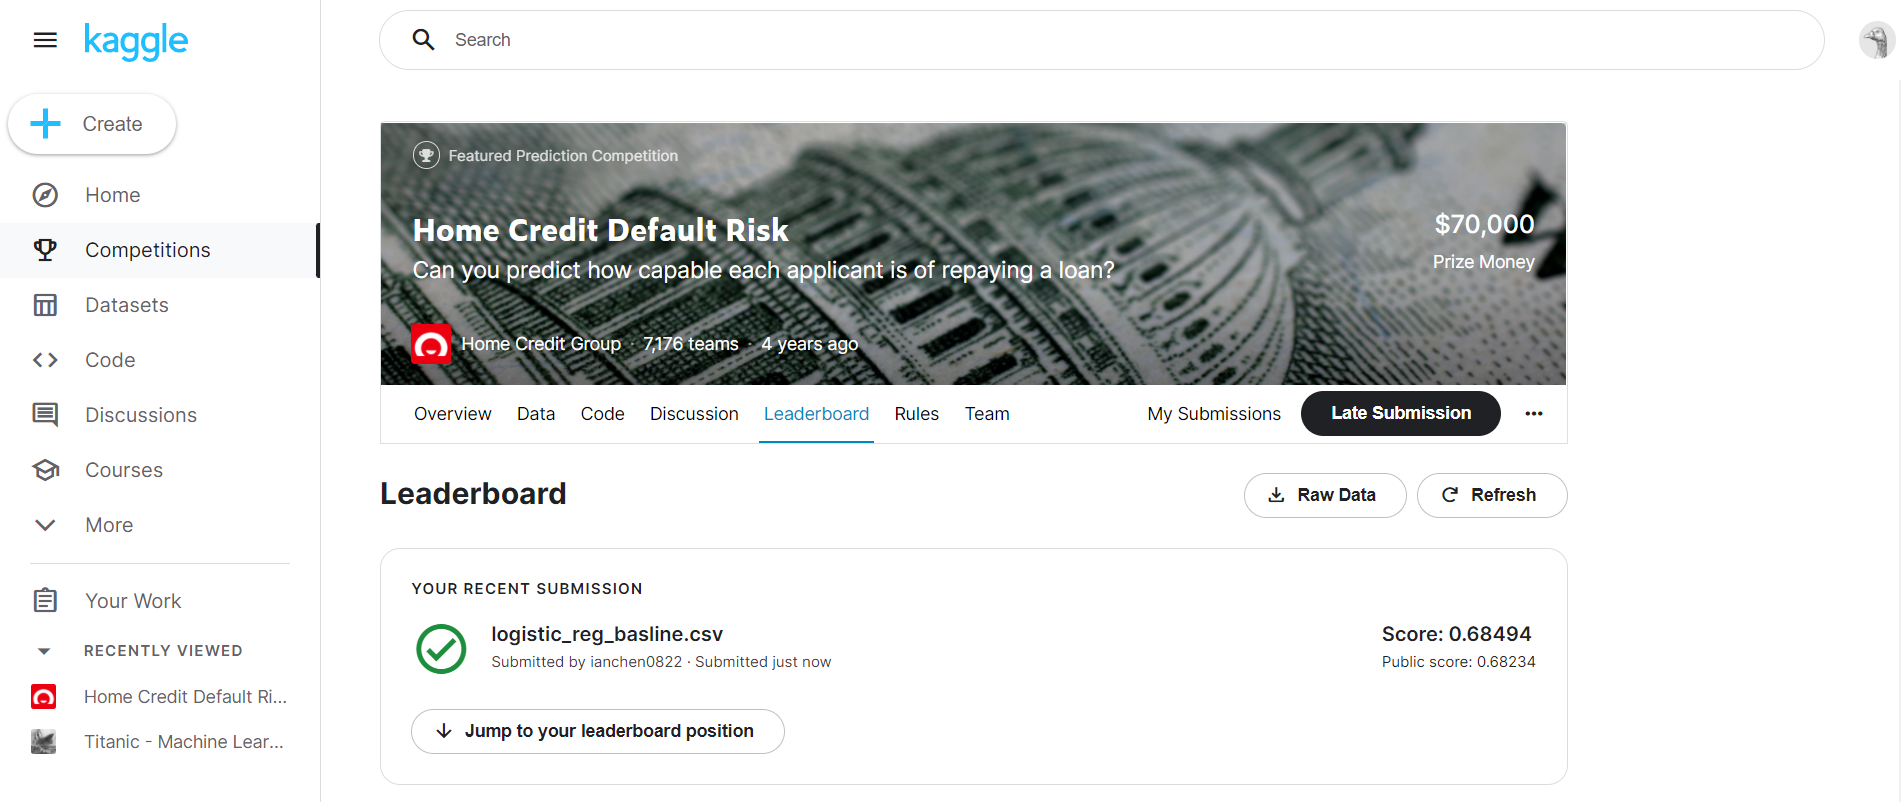 kaggle
Search
Create
Home
Competitions
Datasets
Code
Discussions
Courses
More
Your Work
RECENTLY VIEWED
Home Credit Default Ri...
Titanic - Machine Lear...
Featured Prediction Competition
Home Credit Default Risk
Can you predict how capable each applicant is of repaying a loan?
$70,000
Prize Money
Home Credit Group · 7,176 teams · 4 years ago
Overview Data Code Discussion Leaderboard Rules Team My Submissions Late Submission ···
Leaderboard
Raw Data Refresh
YOUR RECENT SUBMISSION
logistic_reg_basline.csv
Submitted by ianchen0822 · Submitted just now
Score: 0.68494
Public score: 0.68234
Jump to your leaderboard position